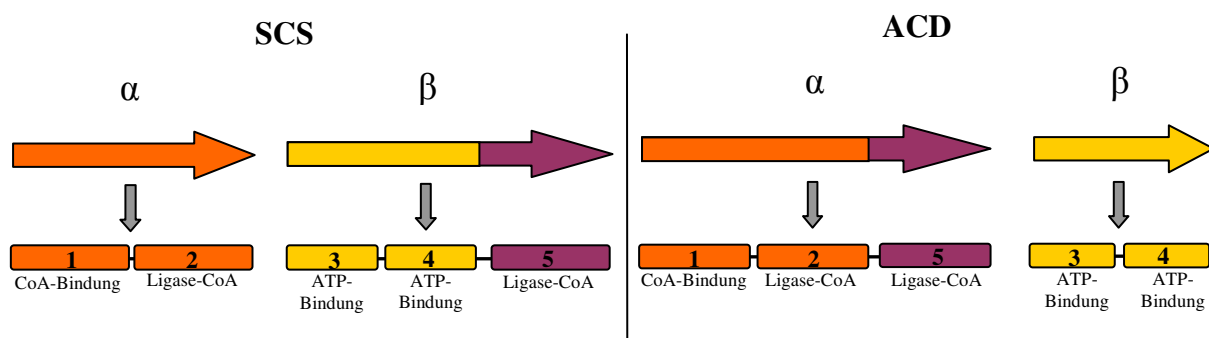 SCS
α
β
1
2
CoA-Bindung
Ligase-CoA
3
4
5
ATP-
Bindung
ATP-
Bindung
Ligase-CoA
ACD
α
β
1
2
5
CoA-Bindung
Ligase-CoA
Ligase-CoA
3
4
ATP-
Bindung
ATP-
Bindung